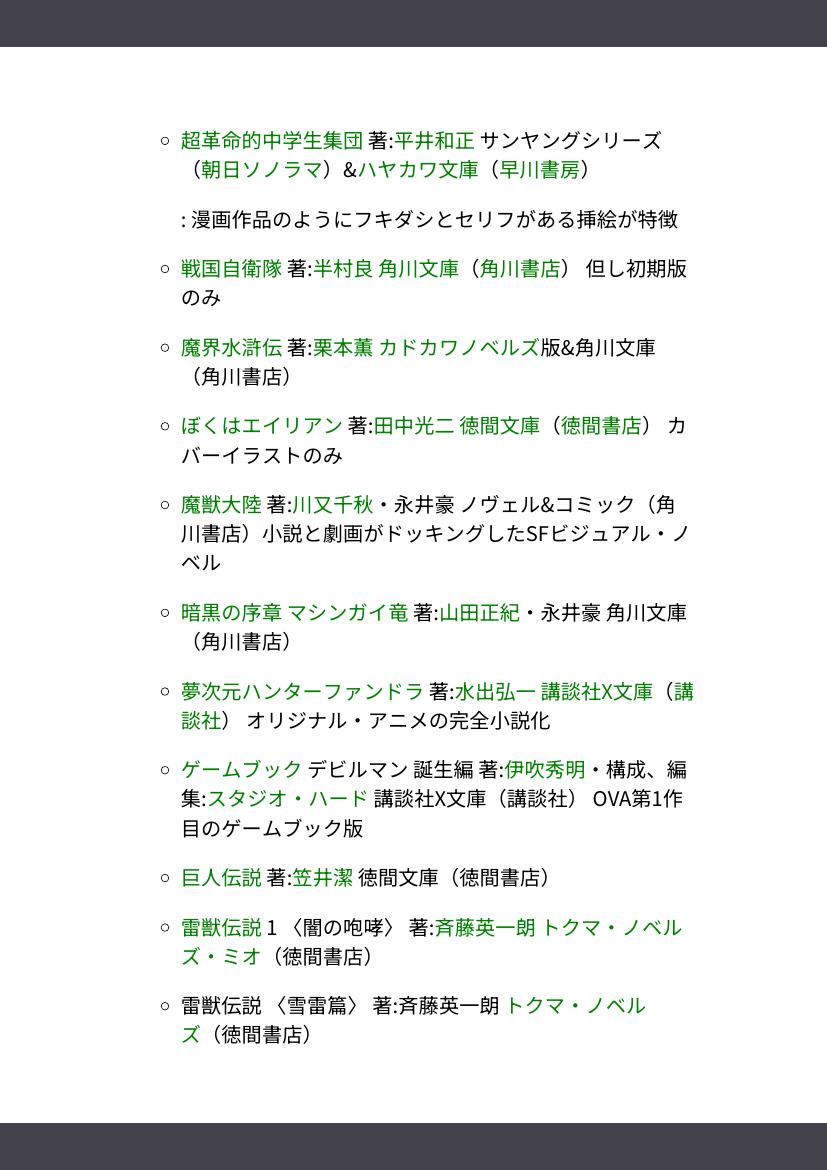 超革命的中学生集団 著:平井和正 サンヤングシリーズ
（朝日ソノラマ）&ハヤカワ文庫（早川書房）
: 漫画作品のようにフキダシとセリフがある挿絵が特徴
戦国自衛隊 著:半村良 角川文庫（角川書店） 但し初期版
のみ
魔界水滸伝 著:栗本薫 カドカワノベルズ版&角川文庫
（角川書店）
ぼくはエイリアン 著:田中光二 徳間文庫（徳間書店） カ
バーイラストのみ
魔獣大陸 著:川又千秋・永井豪 ノヴェル&コミック（角
川書店）小説と劇画がドッキングしたSFビジュアル・ノ
ベル
暗黒の序章 マシンガイ竜 著:山田正紀・永井豪 角川文庫
（角川書店）
夢次元ハンターファンドラ 著:水出弘一 講談社X文庫（講
談社） オリジナル・アニメの完全小説化
ゲームブック デビルマン 誕生編 著:伊吹秀明・構成、編
集:スタジオ・ハード 講談社X文庫（講談社） OVA第1作
目のゲームブック版
巨人伝説 著:笠井潔 徳間文庫（徳間書店）
雷獣伝説 1 〈闇の咆哮〉 著:斉藤英一朗 トクマ・ノベル
ズ・ミオ（徳間書店）
雷獣伝説 〈雪雷篇〉 著:斉藤英一朗 トクマ・ノベル
ズ（徳間書店）